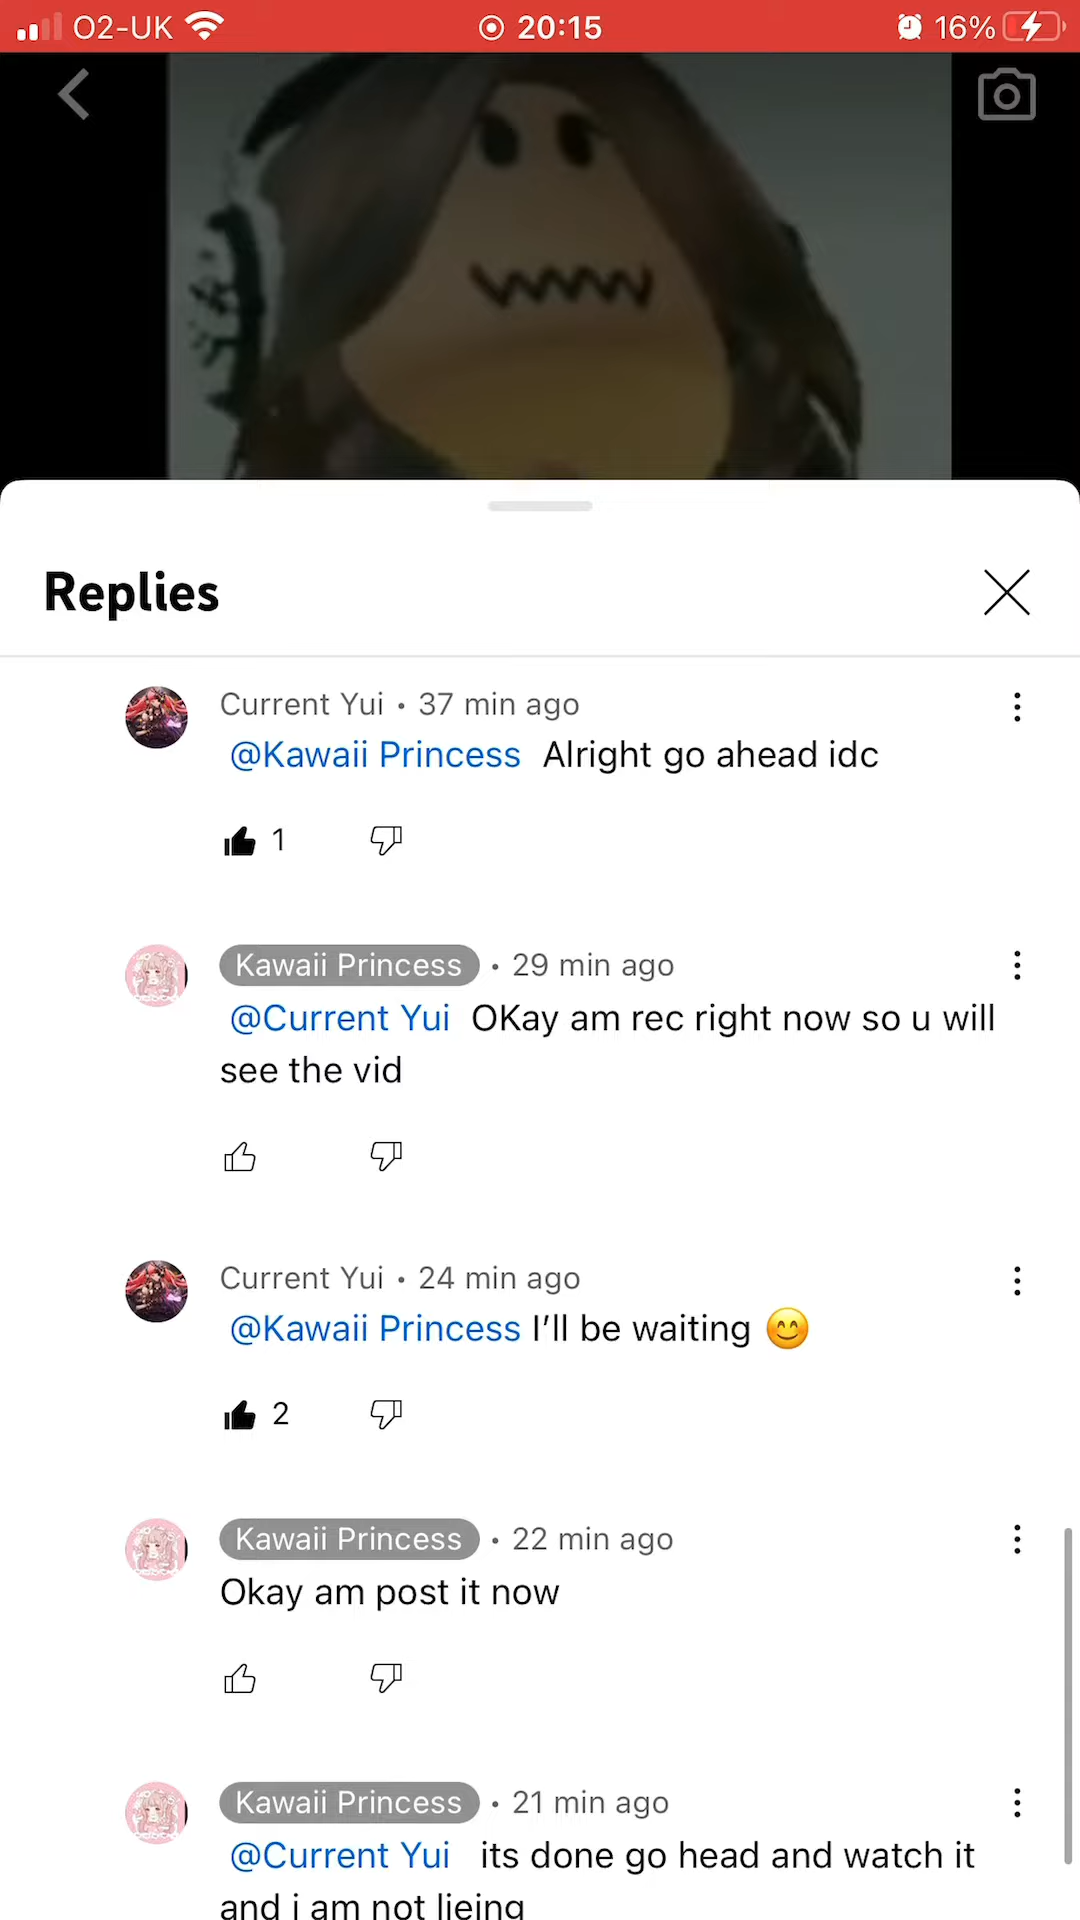 O2-UK 20:15 16%
Replies
Current Yui • 37 min ago
@Kawaii Princess Alright go ahead idc
1
Kawaii Princess • 29 min ago
@Current Yui OKay am rec right now so u will
see the vid
Current Yui • 24 min ago
@Kawaii Princess I’ll be waiting 😊
2
Kawaii Princess • 22 min ago
Okay am post it now
Kawaii Princess • 21 min ago
@Current Yui its done go head and watch it
and i am not lieing